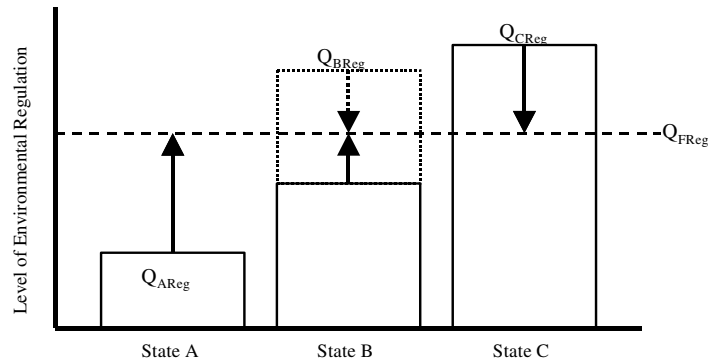 Level of Environmental Regulation
Q_CReg
Q_BReg
Q_FReg
Q_AReg
State A
State B
State C